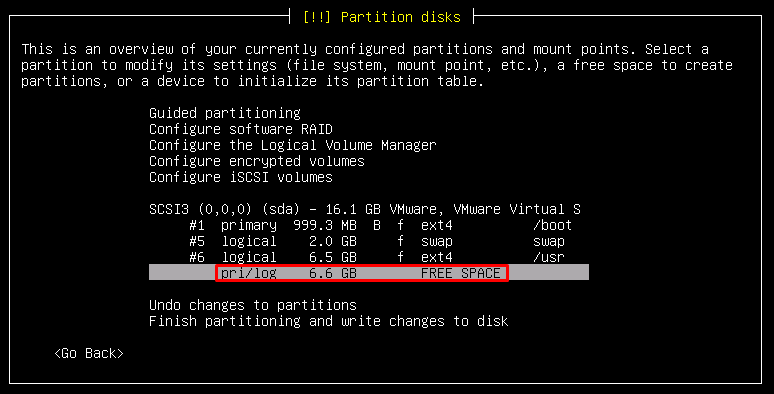 [!!] Partition disks
This is an overview of your currently configured partitions and mount points. Select a
partition to modify its settings (file system, mount point, etc.), a free space to create
partitions, or a device to initialize its partition table.
Guided partitioning
Configure software RAID
Configure the Logical Volume Manager
Configure encrypted volumes
Configure iSCSI volumes
SCSI3 (0,0,0) (sda) - 16.1 GB VMware, VMware Virtual S
#1 primary 999.3 MB B f ext4 /boot
#5 logical 2.0 GB f swap swap
#6 logical 6.5 GB f ext4 /usr
pri/log 6.6 GB FREE SPACE
Undo changes to partitions
Finish partitioning and write changes to disk
<Go Back>